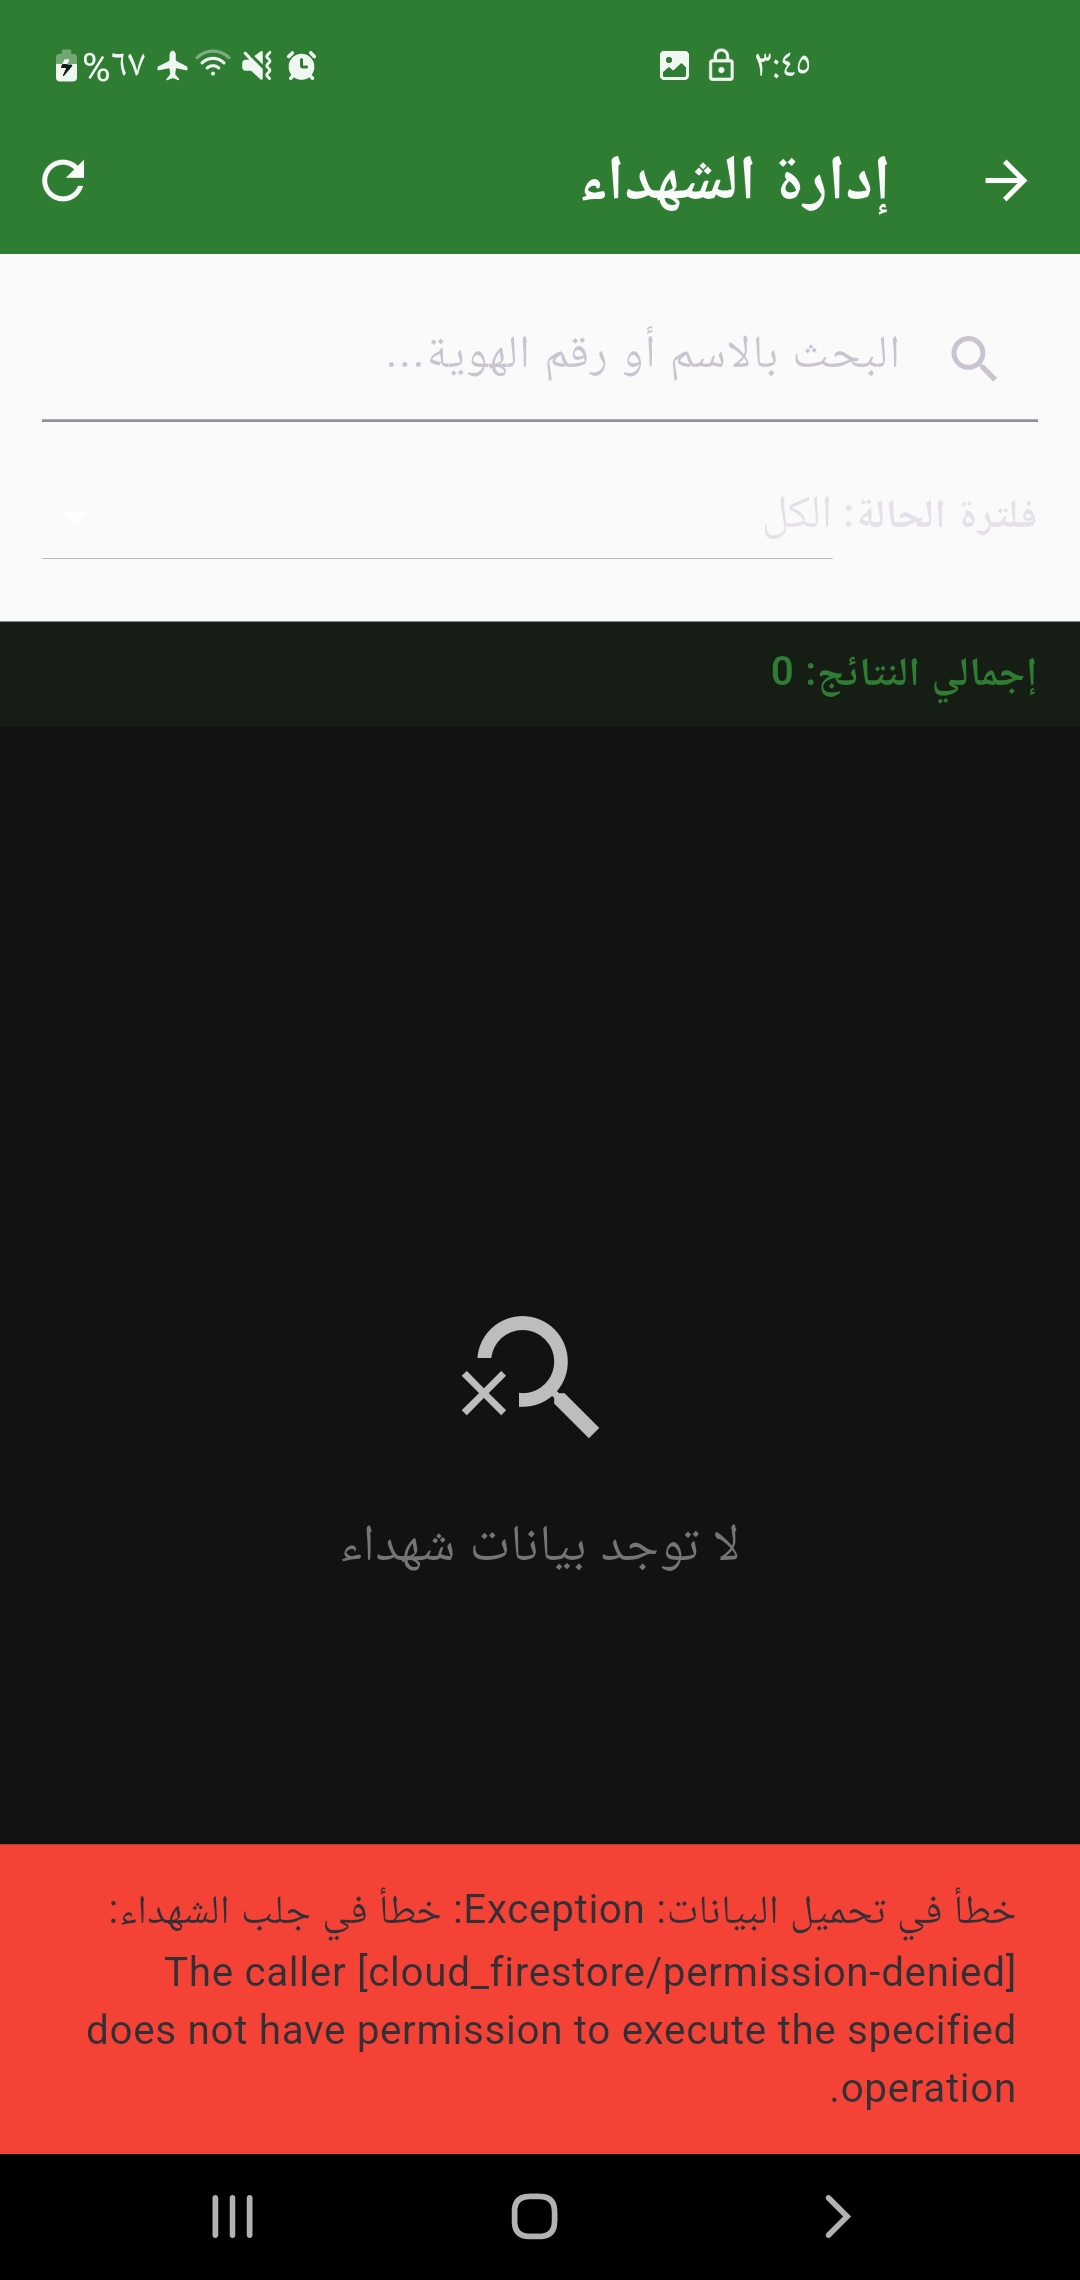 %٦٧
٣:٤٥
إدارة الشهداء
البحث بالاسم أو رقم الهوية...
فلترة الحالة: الكل
إجمالي النتائج: 0
لا توجد بيانات شهداء
خطأ في تحميل البيانات: Exception: خطأ في جلب الشهداء:
[cloud_firestore/permission-denied] The caller
does not have permission to execute the specified
operation.